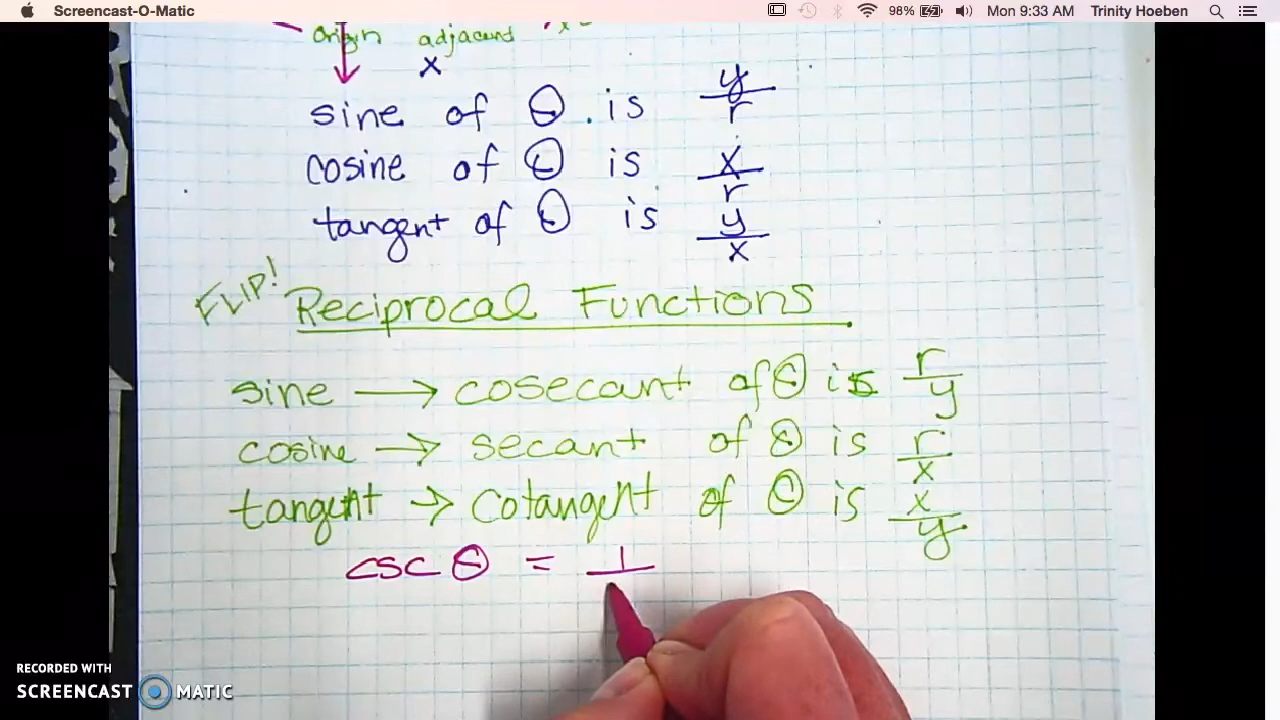 Screencast-O-Matic 98% Mon 9:33 AM Trinity Hoeben
origin adjacent
x
sine of θ is y/r
cosine of θ is x/r
tangent of θ is y/x
FLIP! Reciprocal Functions
sine → cosecant of θ is r/y
cosine → secant of θ is r/x
tangent → cotangent of θ is x/y
csc θ = 1/
RECORDED WITH
SCREENCAST O MATIC